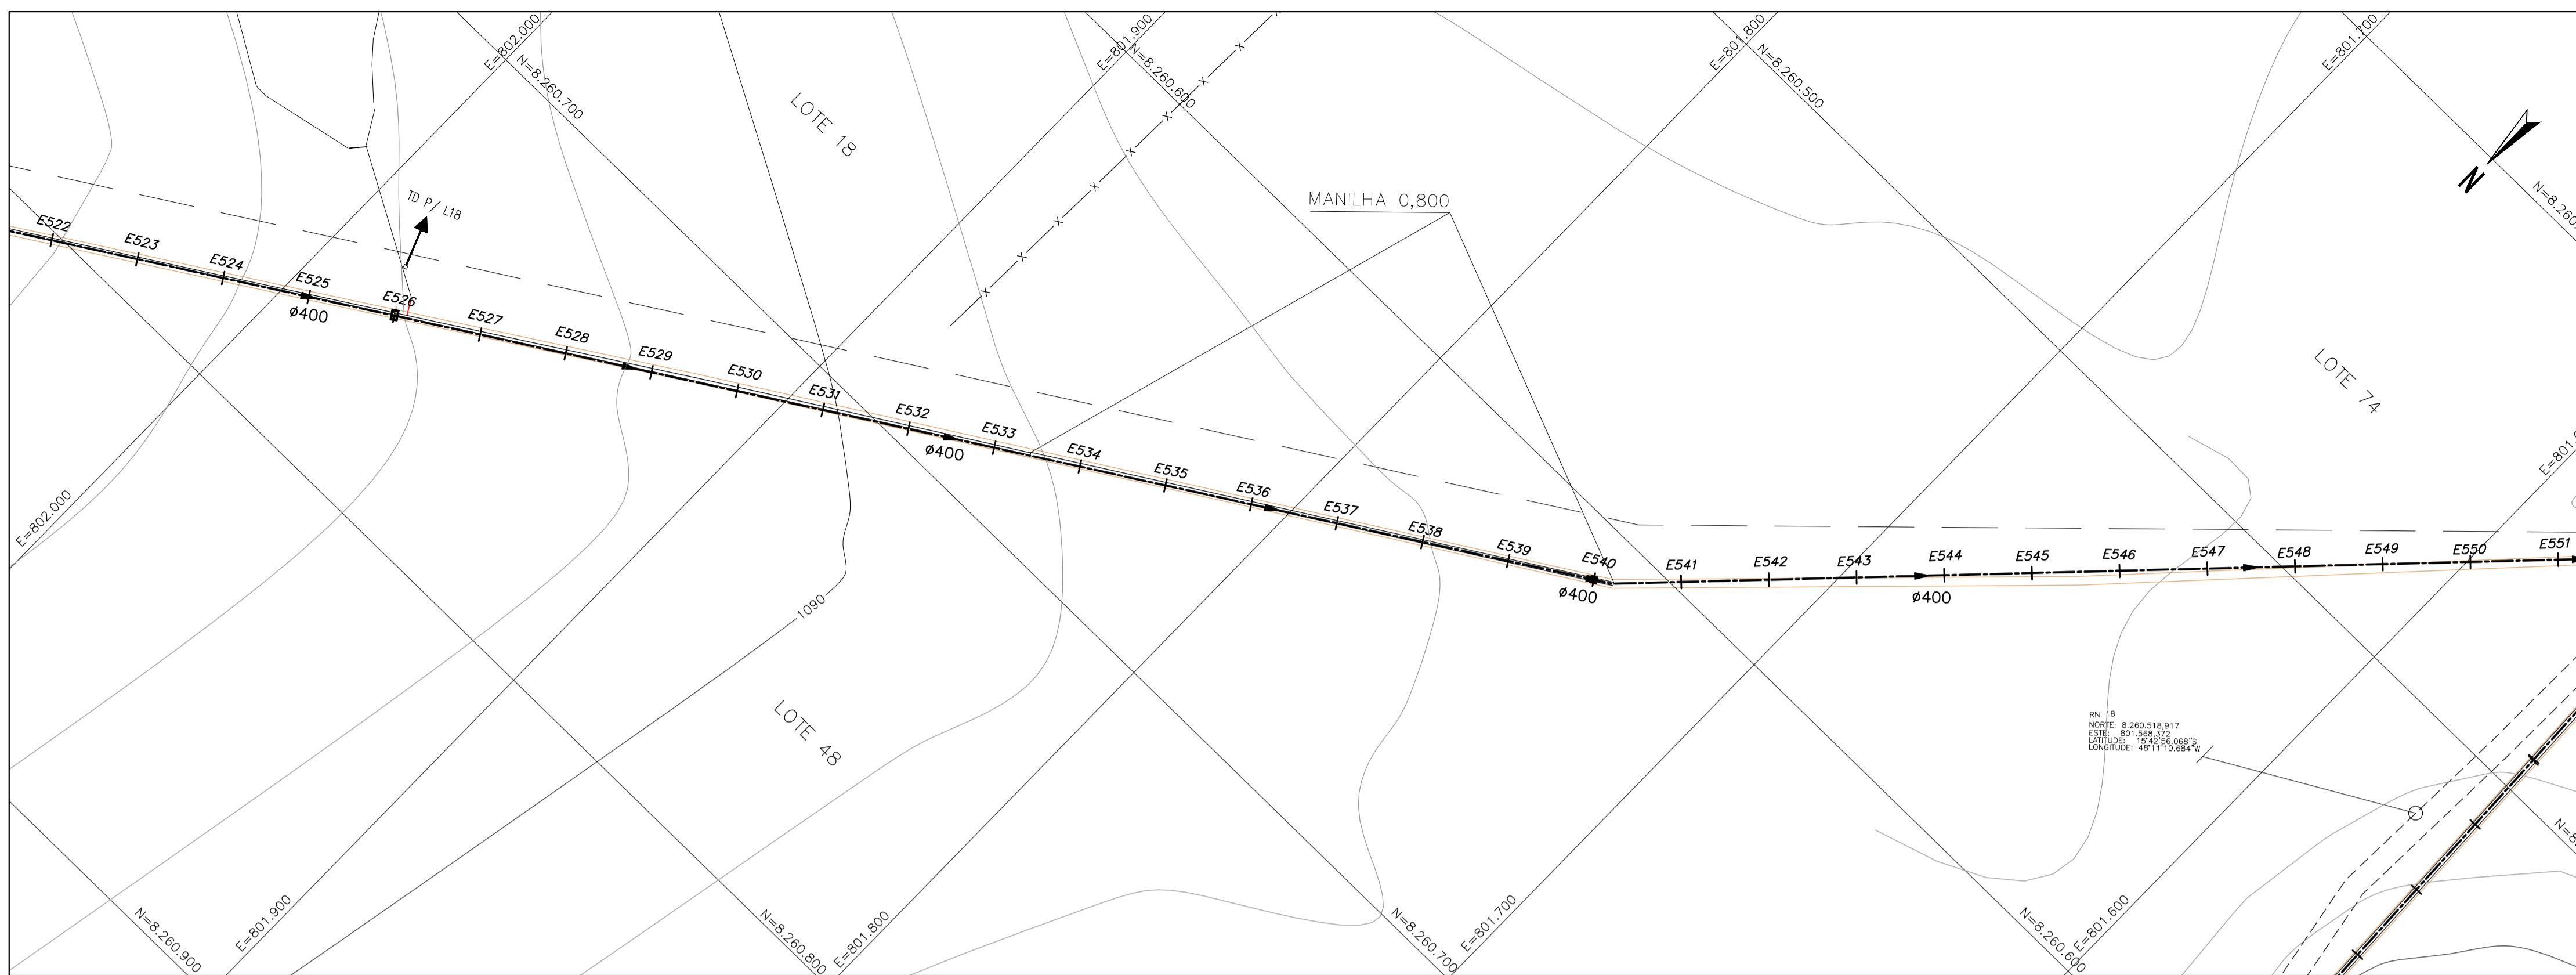 E=802.000
N=8.260.700
E=801.900
N=8.260.600
E=801.800
N=8.260.500
E=801.700
LOTE 18
N
TD P/ L18
MANILHA 0,800
E522
E523
E524
E525
E526
E527
E528
E529
E530
E531
E532
E533
E534
E535
E536
E537
E538
E539
E540
E541
E542
E543
E544
E545
E546
E547
E548
E549
E550
E551
ø400
ø400
ø400
ø400
LOTE 74
E=802.000
1090
LOTE 48
RN 18
NORTE: 8.260.518,917
ESTE: 801.568,372
LATITUDE: 15°42'56.068"S
LONGITUDE: 48°11'10.684"W
N=8.260.900
E=801.900
N=8.260.800
E=801.800
N=8.260.700
E=801.700
N=8.260.600
E=801.600